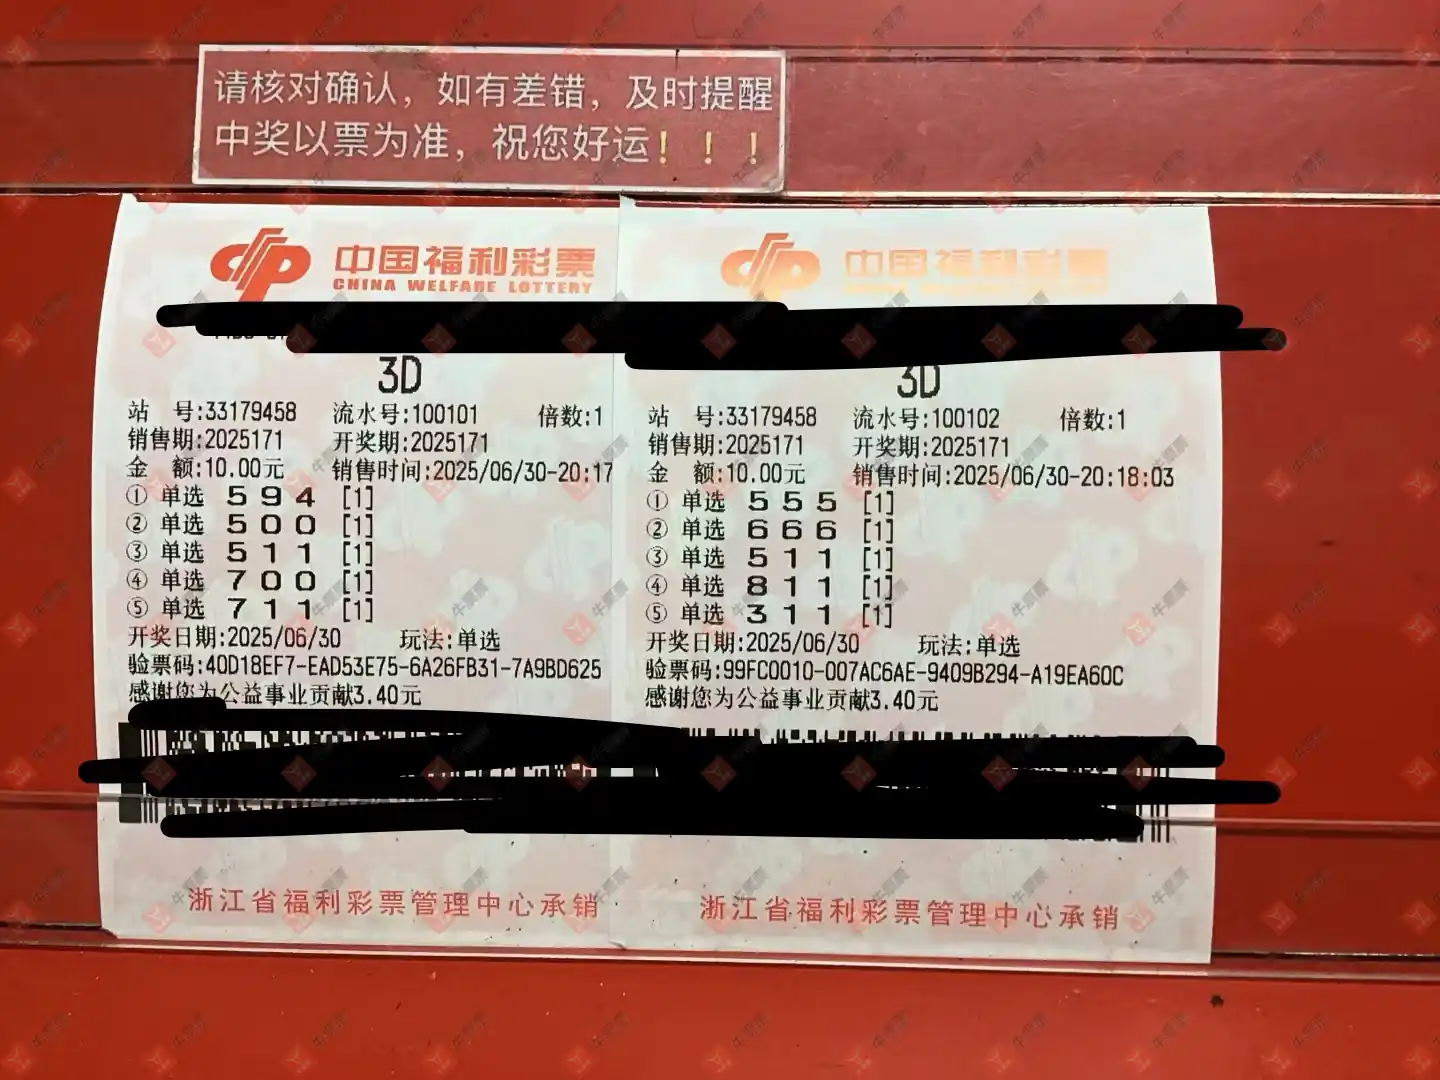 请核对确认，如有差错，及时提醒
中奖以票为准，祝您好运！！！
中国福利彩票
CHINA WELFARE LOTTERY
3D
站 号:33179458 流水号:100101 倍数:1
销售期:2025171 开奖期:2025171
金 额:10.00元 销售时间:2025/06/30-20:17
① 单选 5 9 4 [1]
② 单选 5 0 0 [1]
③ 单选 5 1 1 [1]
④ 单选 7 0 0 [1]
⑤ 单选 7 1 1 [1]
开奖日期:2025/06/30 玩法:单选
验票码:40D18EF7-EAD53E75-6A26FB31-7A9BD625
感谢您为公益事业贡献3.40元
浙江省福利彩票管理中心承销
中国福利彩票
3D
站 号:33179458 流水号:100102 倍数:1
销售期:2025171 开奖期:2025171
金 额:10.00元 销售时间:2025/06/30-20:18:03
① 单选 5 5 5 [1]
② 单选 6 6 6 [1]
③ 单选 5 1 1 [1]
④ 单选 8 1 1 [1]
⑤ 单选 3 1 1 [1]
开奖日期:2025/06/30 玩法:单选
验票码:99FC0010-007AC6AE-9409B294-A19EA60C
感谢您为公益事业贡献3.40元
浙江省福利彩票管理中心承销